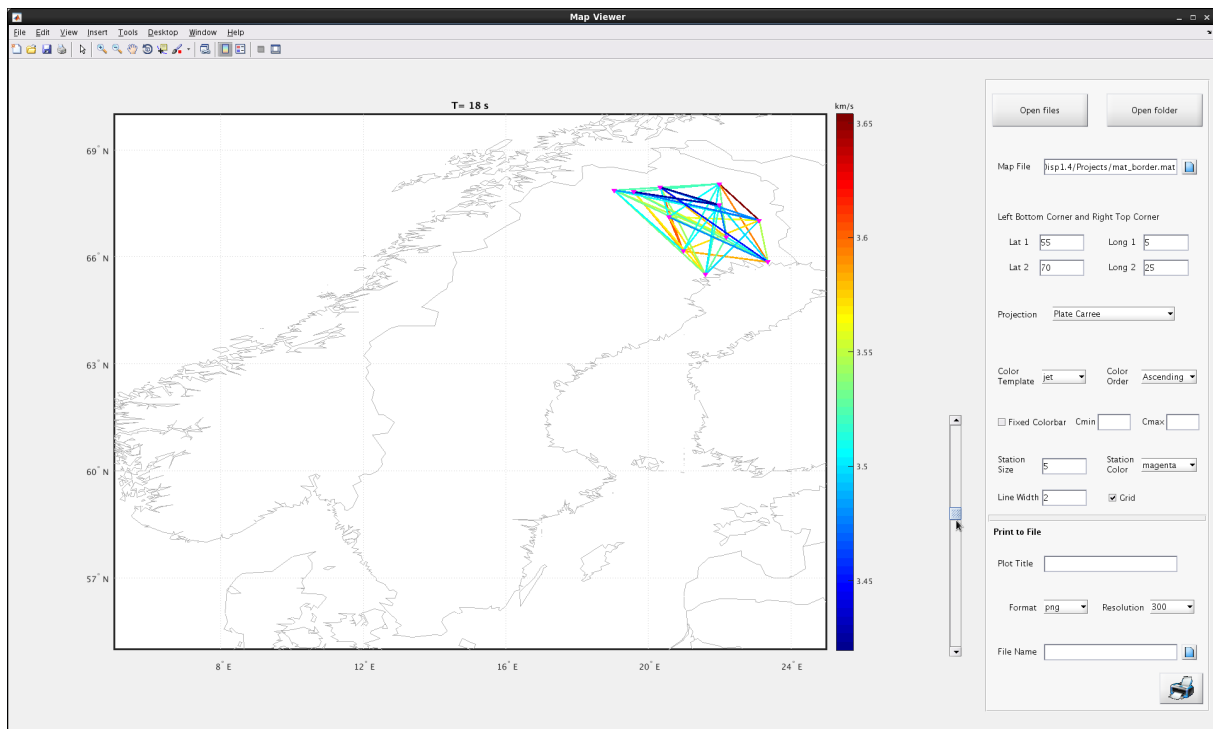 Map Viewer
File Edit View Insert Tools Desktop Window Help
T= 18 s
km/s
3.65
3.6
3.55
3.5
3.45
69° N
66° N
63° N
60° N
57° N
8° E 12° E 16° E 20° E 24° E
Open files Open folder
Map File Disp1.4/Projects/mat_border.mat
Left Bottom Corner and Right Top Corner
Lat 1 55 Long 1 5
Lat 2 70 Long 2 25
Projection Plate Carree
Color Template jet Color Order Ascending
Fixed Colorbar Cmin Cmax
Station Size 5 Station Color magenta
Line Width 2 Grid
Print to File
Plot Title
Format png Resolution 300
File Name